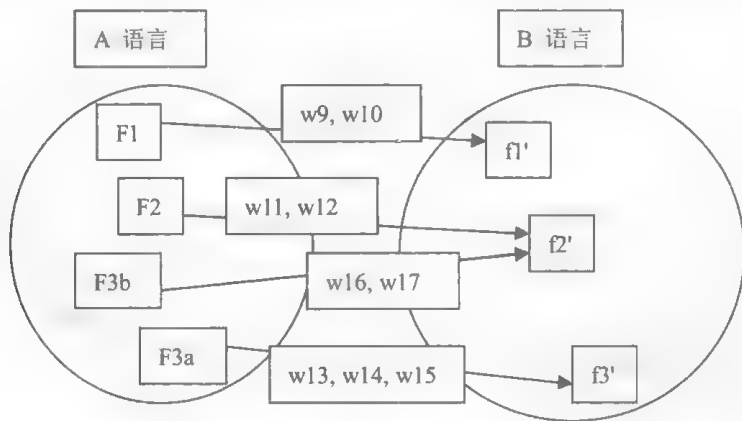 A 语言
B 语言
F1
w9, w10
f1'
F2
w11, w12
f2'
F3b
w16, w17
F3a
w13, w14, w15
f3'